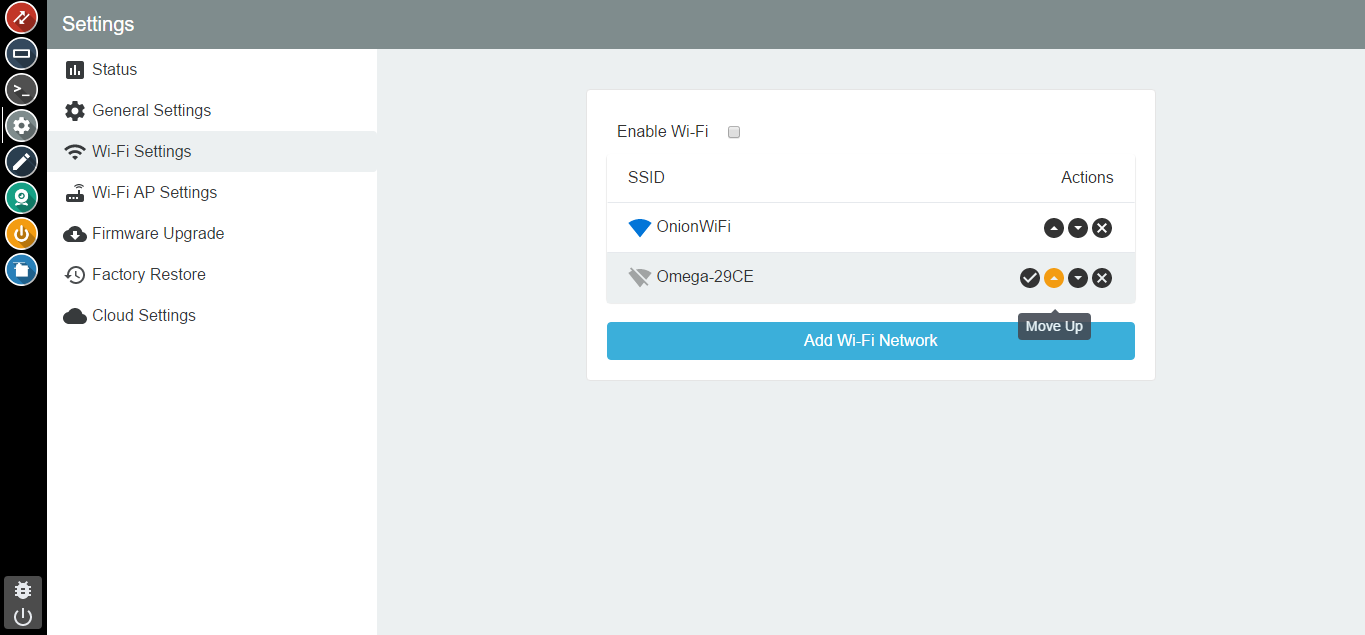 Settings
Status
General Settings
Wi-Fi Settings
Wi-Fi AP Settings
Firmware Upgrade
Factory Restore
Cloud Settings
Enable Wi-Fi
SSID Actions
OnionWiFi
Omega-29CE
Move Up
Add Wi-Fi Network